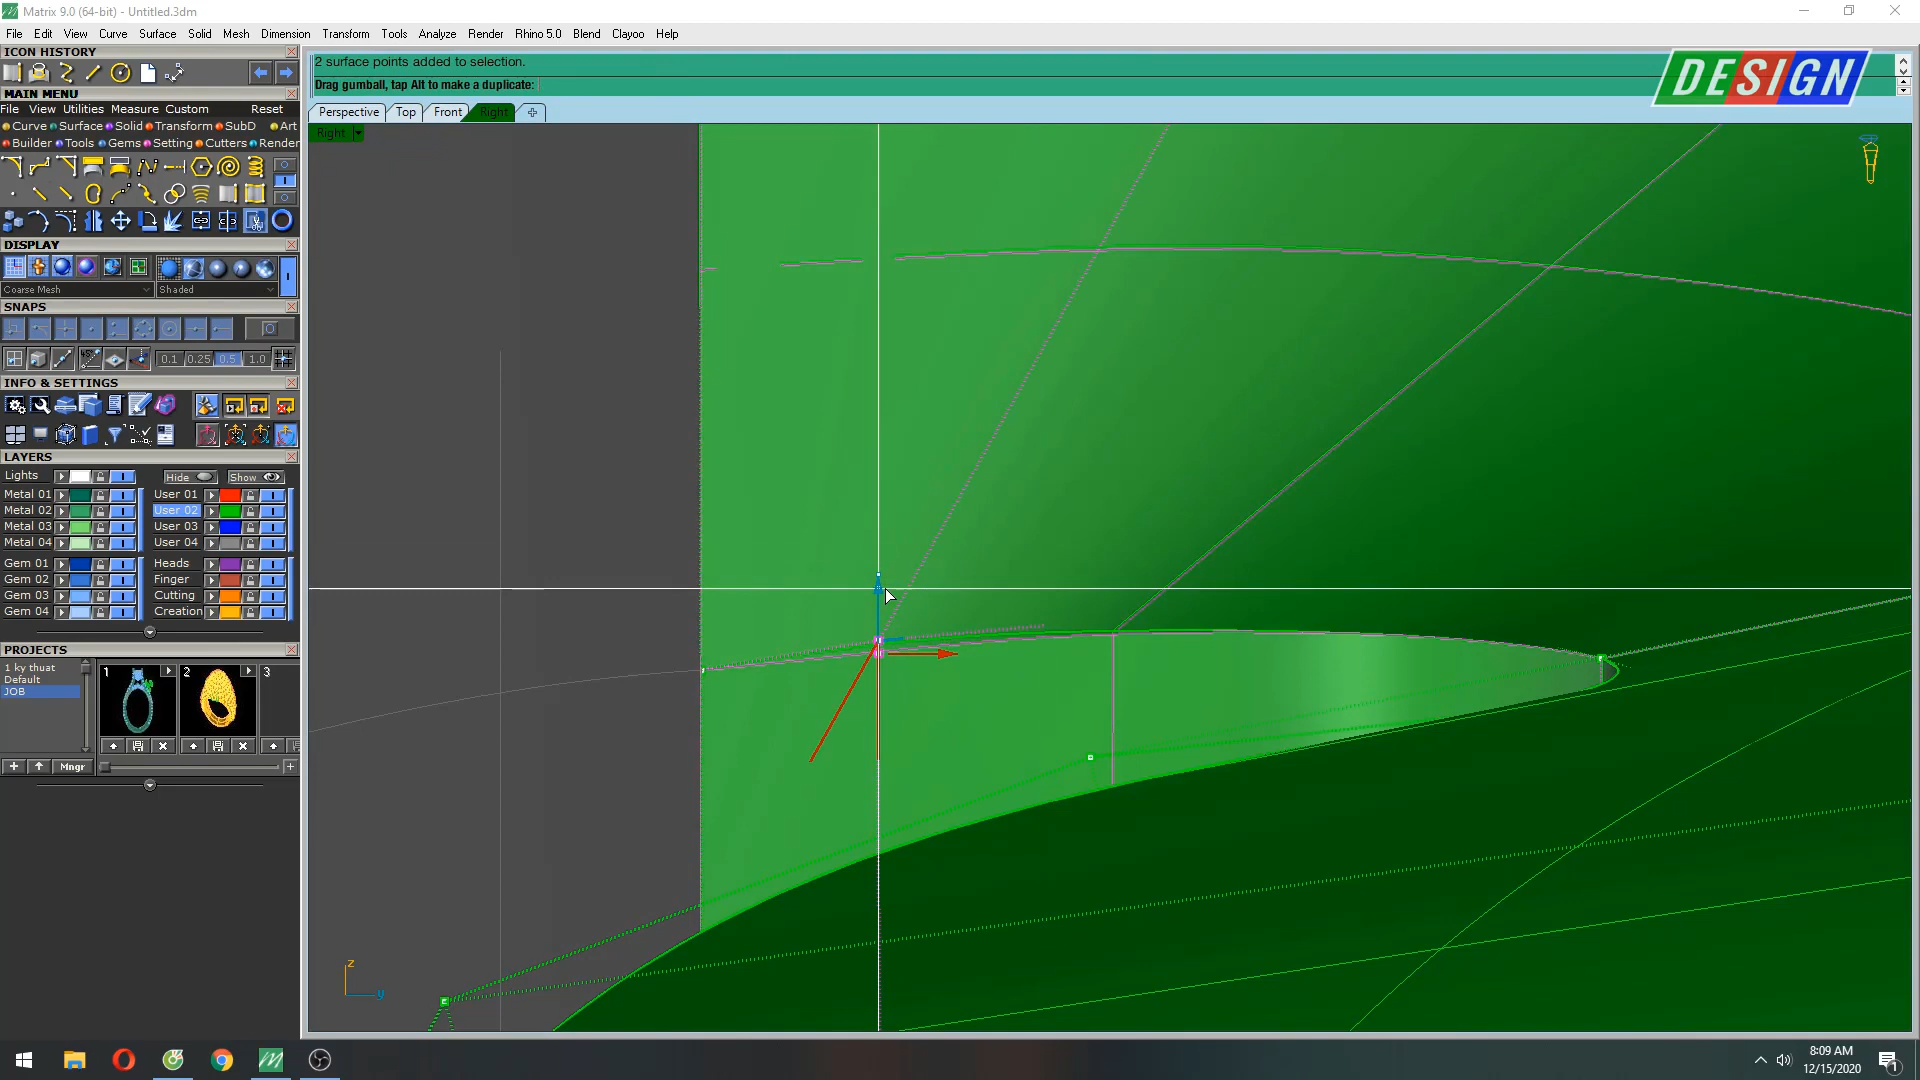 Matrix 9.0 (64-bit) - Untitled.3dm
File Edit View Curve Surface Solid Mesh Dimension Transform Tools Analyze Render Rhino 5.0 Blend Clayoo Help
ICON HISTORY
2 surface points added to selection.
Drag gumball, tap Alt to make a duplicate:
DESIGN
MAIN MENU
File View Utilities Measure Custom Reset
Perspective Top Front Right
Curve Surface Solid Transform SubD Art
Right
Builder Tools Gems Setting Cutters Render
DISPLAY
Coarse Mesh Shaded
SNAPS
0.1 0.25 0.5 1.0
INFO & SETTINGS
LAYERS
Lights Hide Show
Metal 01 User 01
Metal 02 User 02
Metal 03 User 03
Metal 04 User 04
Gem 01 Heads
Gem 02 Finger
Gem 03 Cutting
Gem 04 Creation
PROJECTS
1 ky thuat
Default
JOB
1 2 3
Mngr
z
y
8:09 AM
12/15/2020
1